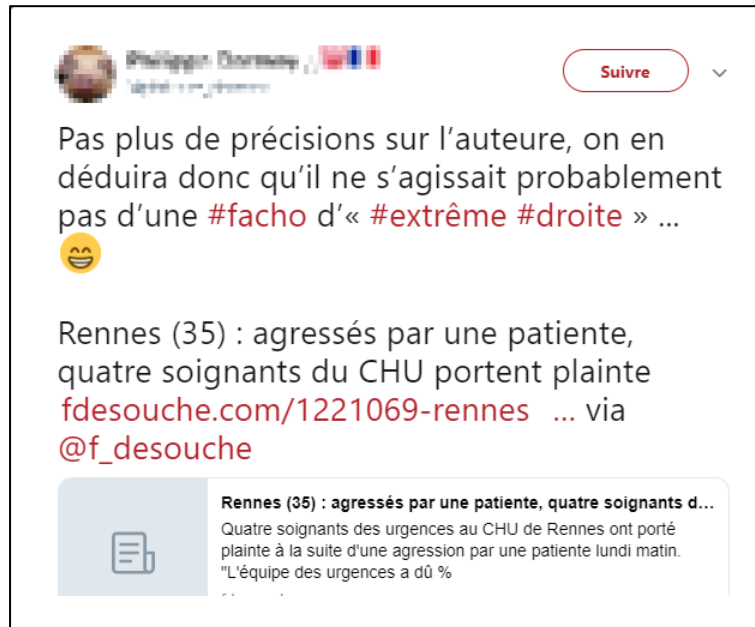 Suivre
Pas plus de précisions sur l’auteure, on en
déduira donc qu’il ne s’agissait probablement
pas d’une #facho d’« #extrême #droite » ...
😁
Rennes (35) : agressés par une patiente,
quatre soignants du CHU portent plainte
fdesouche.com/1221069-rennes ... via
@f_desouche
Rennes (35) : agressés par une patiente, quatre soignants d...
Quatre soignants des urgences au CHU de Rennes ont porté
plainte à la suite d'une agression par une patiente lundi matin.
"L'équipe des urgences a dû %